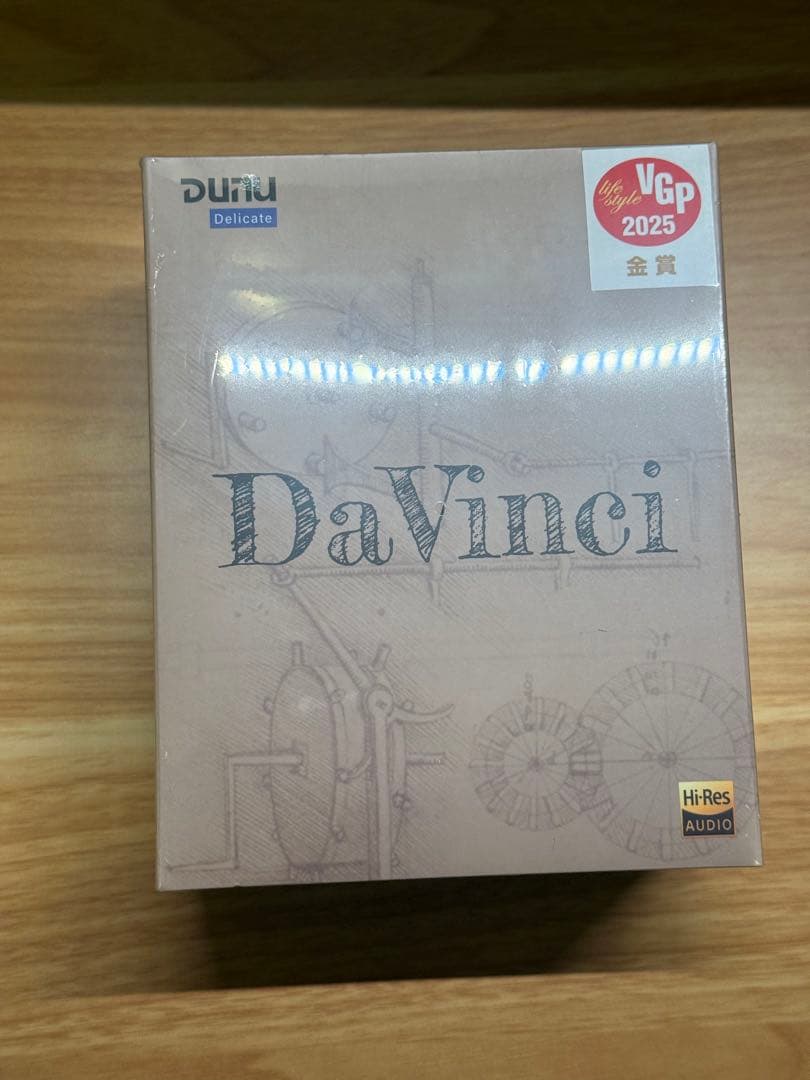 DUNU
Delicate
life style VGP
2025
金賞
DaVinci
Hi-Res
AUDIO